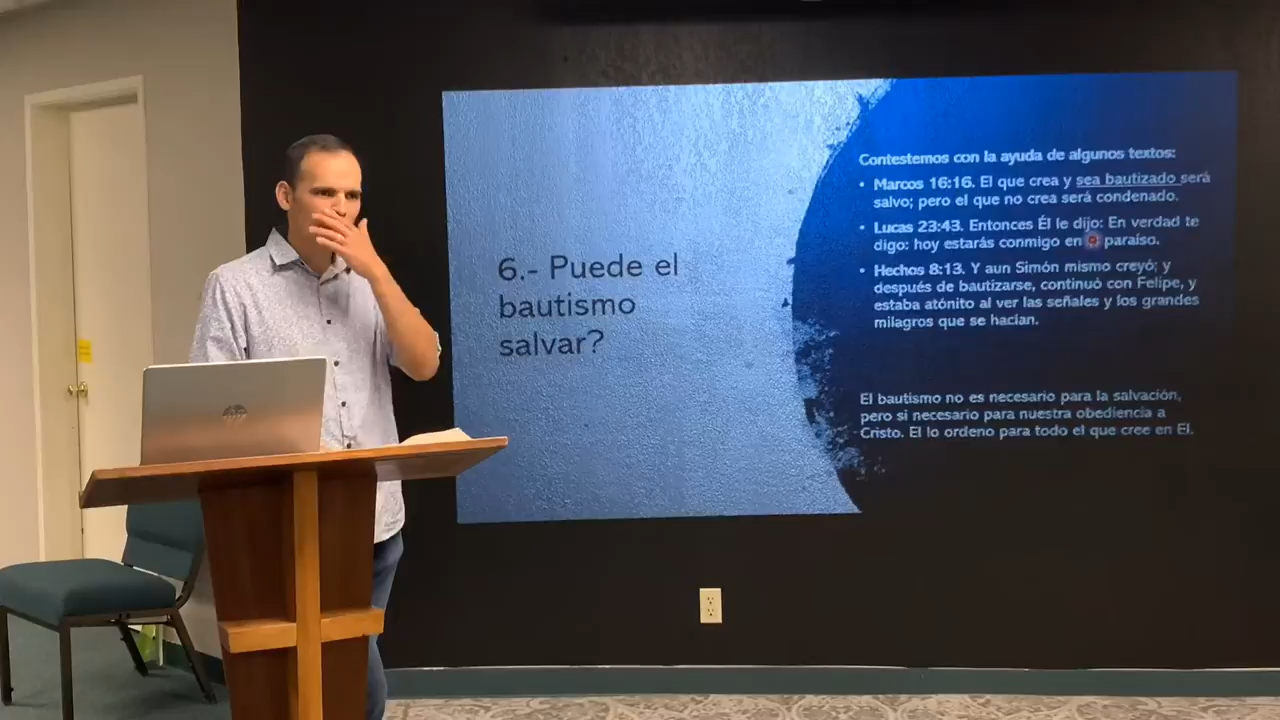 6.- Puede el
bautismo
salvar?
Contestemos con la ayuda de algunos textos:
• Marcos 16:16. El que crea y sea bautizado será
salvo; pero el que no crea será condenado.
• Lucas 23:43. Entonces Él le dijo: En verdad te
digo: hoy estarás conmigo en paraíso.
• Hechos 8:13. Y aun Simón mismo creyó; y
después de bautizarse, continuó con Felipe, y
estaba atónito al ver las señales y los grandes
milagros que se hacían.
El bautismo no es necesario para la salvación,
pero si necesario para nuestra obediencia a
Cristo. El lo ordeno para todo el que cree en El.